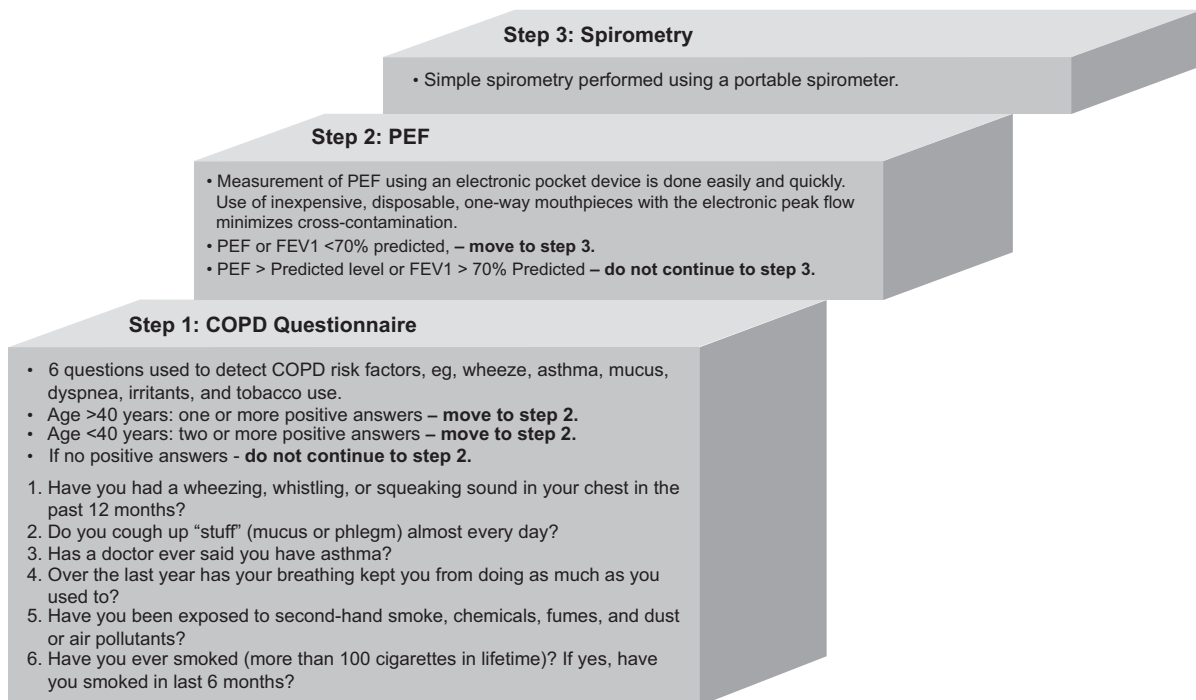 Step 3: Spirometry
• Simple spirometry performed using a portable spirometer.
Step 2: PEF
• Measurement of PEF using an electronic pocket device is done easily and quickly.
Use of inexpensive, disposable, one-way mouthpieces with the electronic peak flow
minimizes cross-contamination.
• PEF or FEV1 <70% predicted, – move to step 3.
• PEF > Predicted level or FEV1 > 70% Predicted – do not continue to step 3.
Step 1: COPD Questionnaire
• 6 questions used to detect COPD risk factors, eg, wheeze, asthma, mucus,
dyspnea, irritants, and tobacco use.
• Age >40 years: one or more positive answers – move to step 2.
• Age <40 years: two or more positive answers – move to step 2.
• If no positive answers - do not continue to step 2.
1. Have you had a wheezing, whistling, or squeaking sound in your chest in the
past 12 months?
2. Do you cough up “stuff” (mucus or phlegm) almost every day?
3. Has a doctor ever said you have asthma?
4. Over the last year has your breathing kept you from doing as much as you
used to?
5. Have you been exposed to second-hand smoke, chemicals, fumes, and dust
or air pollutants?
6. Have you ever smoked (more than 100 cigarettes in lifetime)? If yes, have
you smoked in last 6 months?